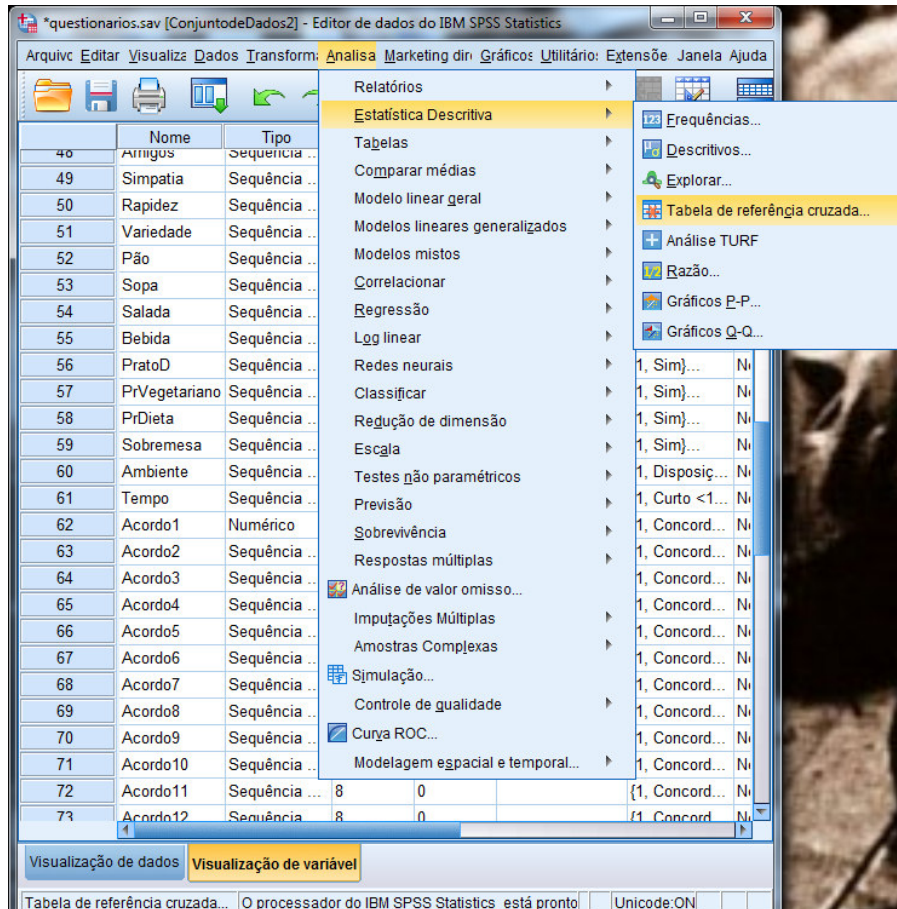 *questionarios.sav [ConjuntodeDados2] - Editor de dados do IBM SPSS Statistics
Arquivc Editar Visualiza Dados Transforma Analisa Marketing dire Gráficos Utilitários Extensõe Janela Ajuda
Relatórios
Estatística Descritiva
Tabelas
Comparar médias
Modelo linear geral
Modelos lineares generalizados
Modelos mistos
Correlacionar
Regressão
Log linear
Redes neurais
Classificar
Redução de dimensão
Escala
Testes não paramétricos
Previsão
Sobrevivência
Respostas múltiplas
Análise de valor omisso...
Imputações Múltiplas
Amostras Complexas
Simulação...
Controle de qualidade
Curva ROC...
Modelagem espacial e temporal...
123 Frequências...
Descritivos...
Explorar...
Tabela de referência cruzada...
Análise TURF
1/2 Razão...
Gráficos P-P...
Gráficos Q-Q...
Nome Tipo
48 Amigos Sequência ...
49 Simpatia Sequência ...
50 Rapidez Sequência ...
51 Variedade Sequência ...
52 Pão Sequência ...
53 Sopa Sequência ...
54 Salada Sequência ...
55 Bebida Sequência ...
56 PratoD Sequência ... 1, Sim}...
57 PrVegetariano Sequência ... 1, Sim}...
58 PrDieta Sequência ... 1, Sim}...
59 Sobremesa Sequência ... 1, Sim}...
60 Ambiente Sequência ... 1, Disposiç...
61 Tempo Sequência ... 1, Curto <1...
62 Acordo1 Numérico 1, Concord...
63 Acordo2 Sequência ... 1, Concord...
64 Acordo3 Sequência ... 1, Concord...
65 Acordo4 Sequência ... 1, Concord...
66 Acordo5 Sequência ... 1, Concord...
67 Acordo6 Sequência ... 1, Concord...
68 Acordo7 Sequência ... 1, Concord...
69 Acordo8 Sequência ... 1, Concord...
70 Acordo9 Sequência ... 1, Concord...
71 Acordo10 Sequência ... 1, Concord...
72 Acordo11 Sequência ... 8 0 {1, Concord...
73 Acordo12 Sequência 8 0 {1, Concord
Visualização de dados Visualização de variável
Tabela de referência cruzada... O processador do IBM SPSS Statistics está pronto Unicode:ON